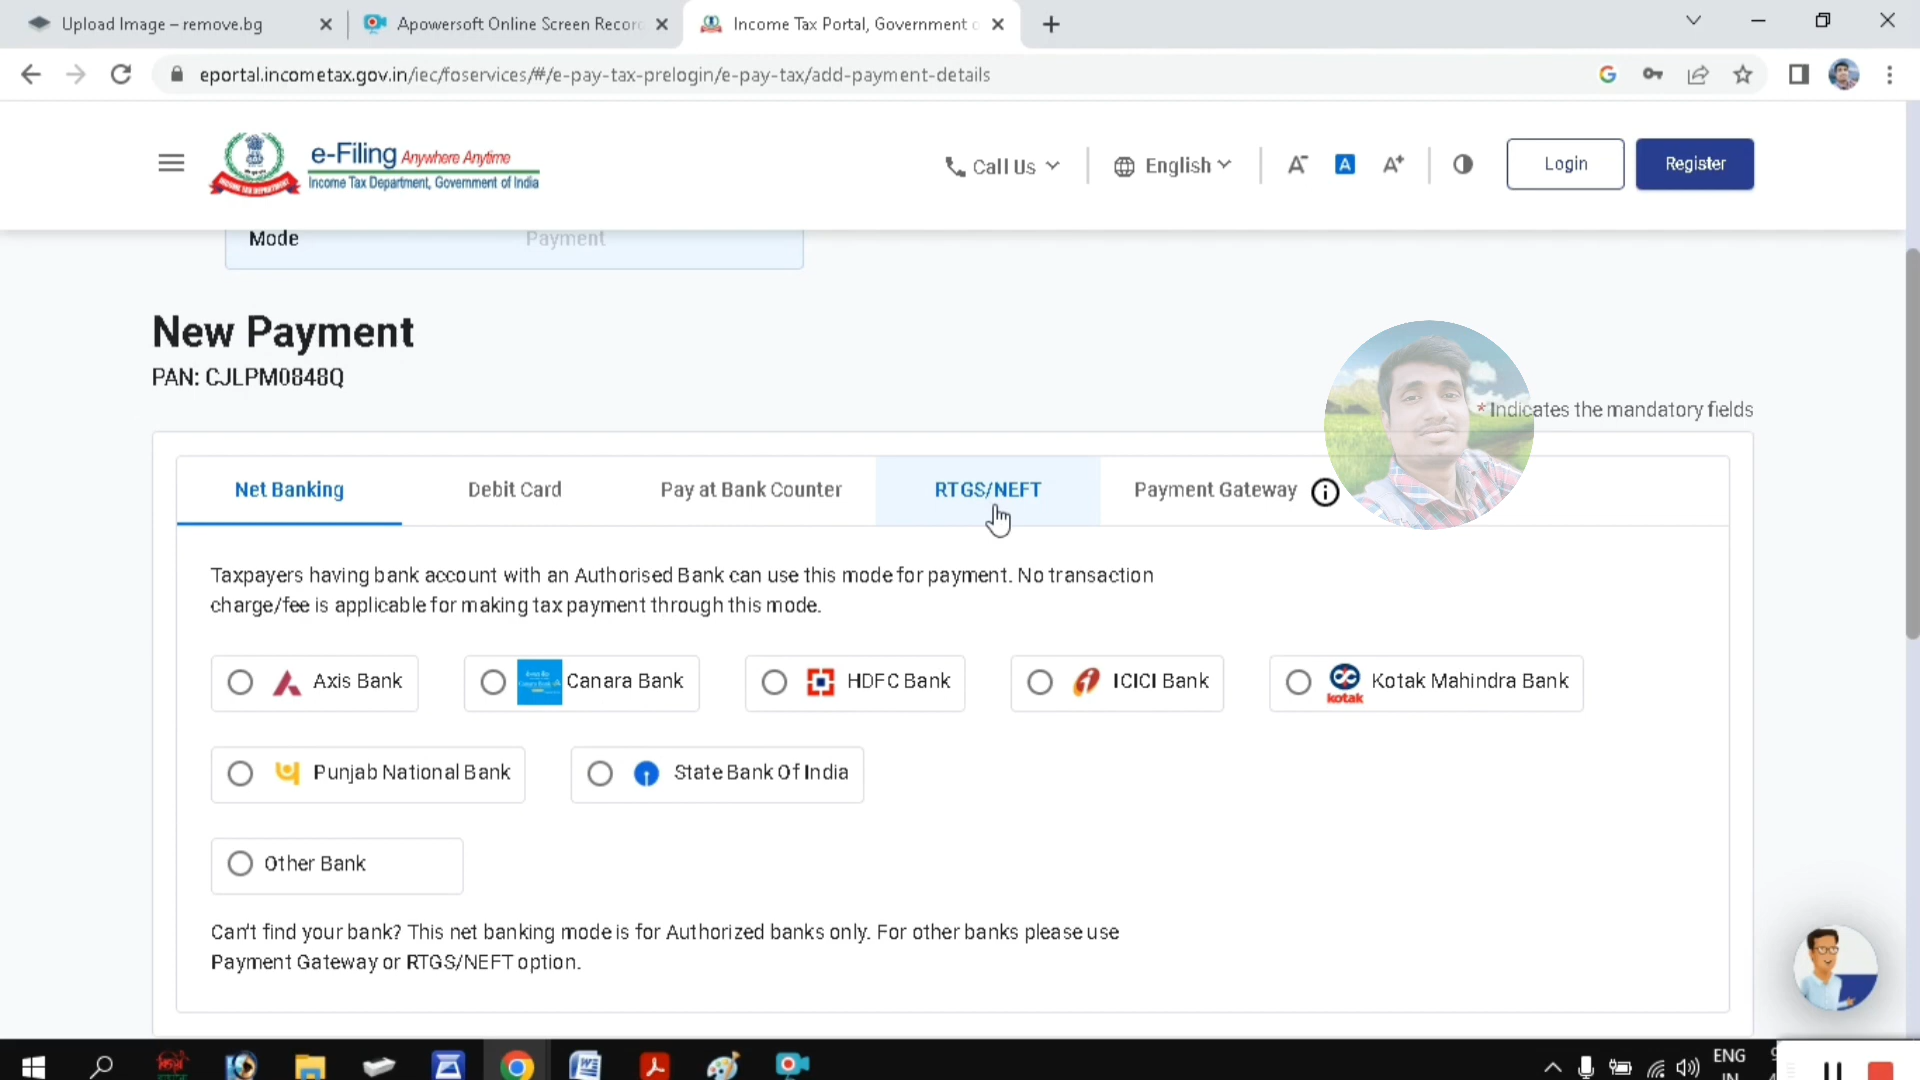 Upload Image – remove.bg
Apowersoft Online Screen Recor
Income Tax Portal, Government o
eportal.incometax.gov.in/iec/foservices/#/e-pay-tax-prelogin/e-pay-tax/add-payment-details
e-Filing Anywhere Anytime
Income Tax Department, Government of India
Call Us
English
A-
A
A+
Login
Register
Mode
Payment
New Payment
PAN: CJLPM0848Q
* Indicates the mandatory fields
Net Banking
Debit Card
Pay at Bank Counter
RTGS/NEFT
Payment Gateway
Taxpayers having bank account with an Authorised Bank can use this mode for payment. No transaction
charge/fee is applicable for making tax payment through this mode.
Axis Bank
Canara Bank
HDFC Bank
ICICI Bank
kotak
Kotak Mahindra Bank
Punjab National Bank
State Bank Of India
Other Bank
Can't find your bank? This net banking mode is for Authorized banks only. For other banks please use
Payment Gateway or RTGS/NEFT option.
ENG